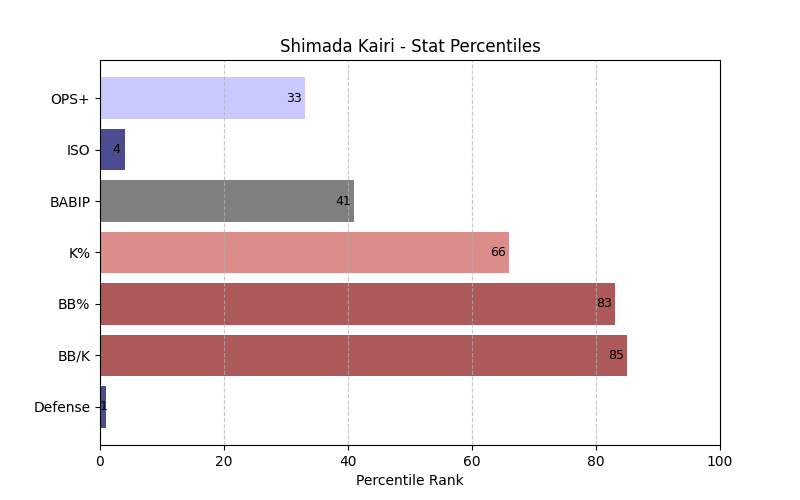 Shimada Kairi - Stat Percentiles
OPS+ 33
ISO 4
BABIP 41
K% 66
BB% 83
BB/K 85
Defense 1
0 20 40 60 80 100
Percentile Rank